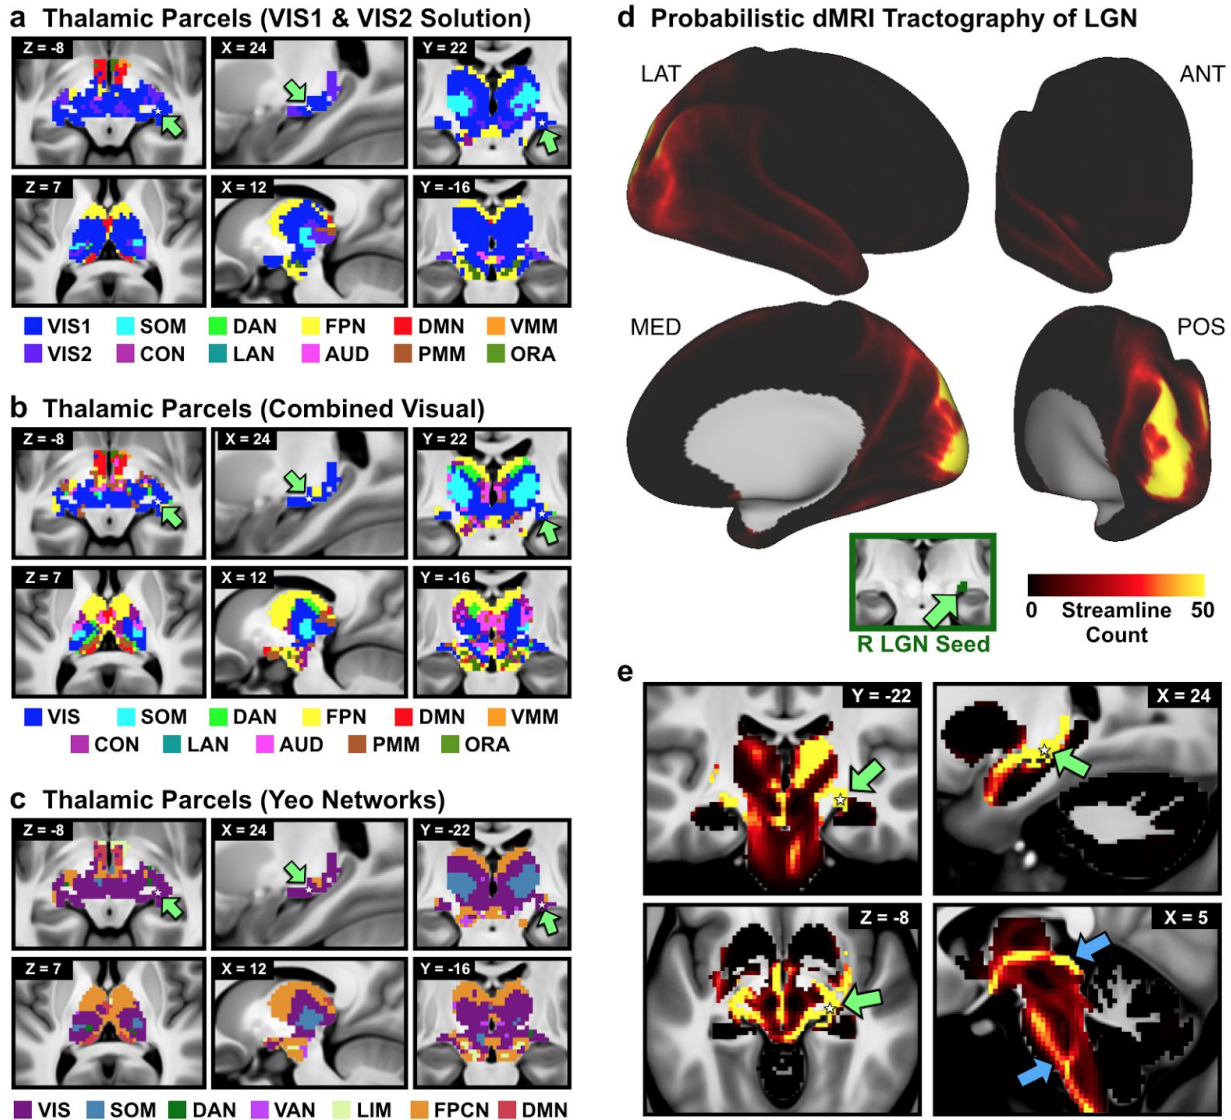 a Thalamic Parcels (VIS1 & VIS2 Solution)
Z = -8
X = 24
Y = 22
Z = 7
X = 12
Y = -16
VIS1 SOM DAN FPN DMN VMM
VIS2 CON LAN AUD PMM ORA
b Thalamic Parcels (Combined Visual)
Z = -8
X = 24
Y = 22
Z = 7
X = 12
Y = -16
VIS SOM DAN FPN DMN VMM
CON LAN AUD PMM ORA
c Thalamic Parcels (Yeo Networks)
Z = -8
X = 24
Y = -22
Z = 7
X = 12
Y = -16
VIS SOM DAN VAN LIM FPCN DMN
d Probabilistic dMRI Tractography of LGN
LAT
ANT
MED
POS
R LGN Seed
0 Streamline 50
Count
e
Y = -22
X = 24
Z = -8
X = 5